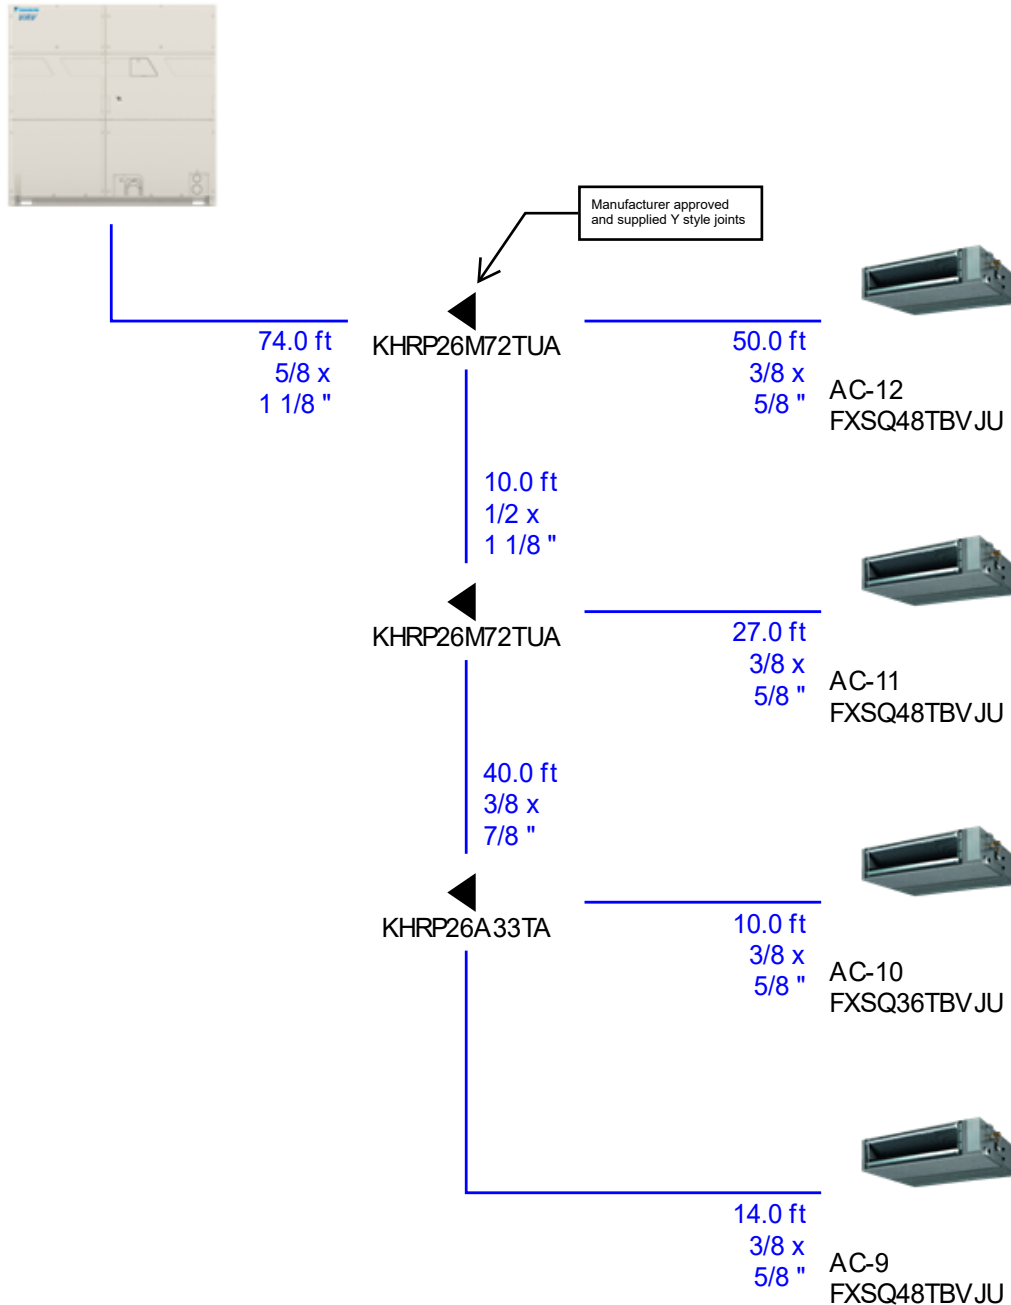 DAIKIN
VRV
Manufacturer approved
and supplied Y style joints
74.0 ft
5/8 x
1 1/8 "
KHRP26M72TUA
50.0 ft
3/8 x
5/8 "
AC-12
FXSQ48TBVJU
10.0 ft
1/2 x
1 1/8 "
KHRP26M72TUA
27.0 ft
3/8 x
5/8 "
AC-11
FXSQ48TBVJU
40.0 ft
3/8 x
7/8 "
KHRP26A33TA
10.0 ft
3/8 x
5/8 "
AC-10
FXSQ36TBVJU
14.0 ft
3/8 x
5/8 "
AC-9
FXSQ48TBVJU